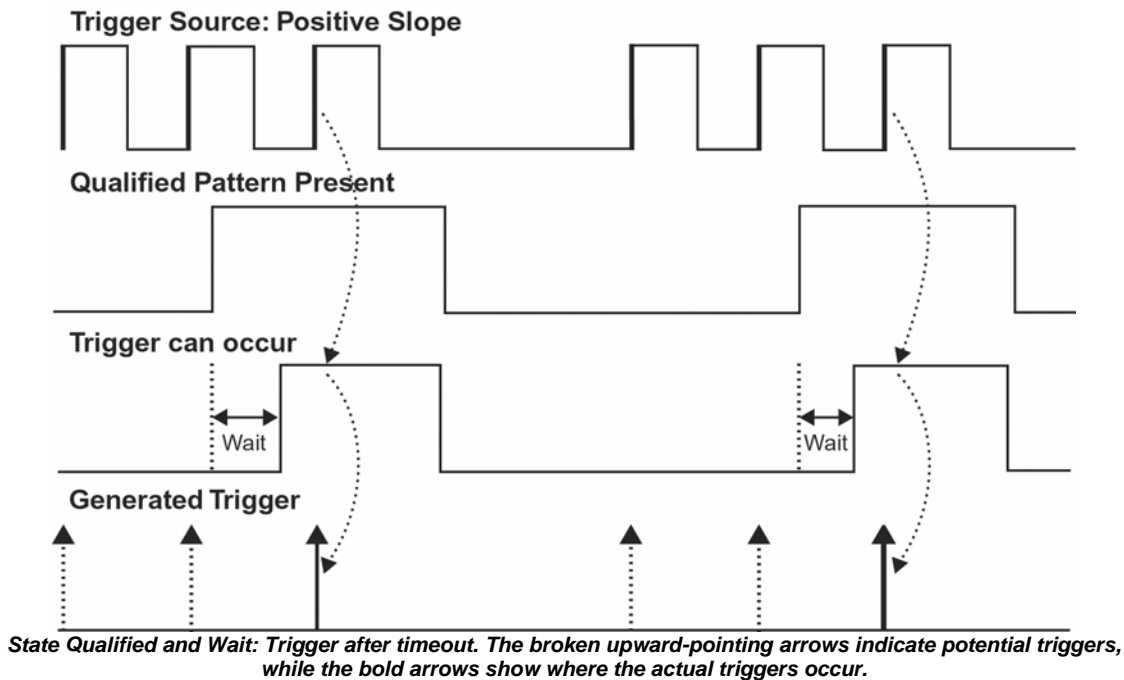 Trigger Source: Positive Slope
Qualified Pattern Present
Trigger can occur
Wait
Wait
Generated Trigger
State Qualified and Wait: Trigger after timeout. The broken upward-pointing arrows indicate potential triggers,
while the bold arrows show where the actual triggers occur.